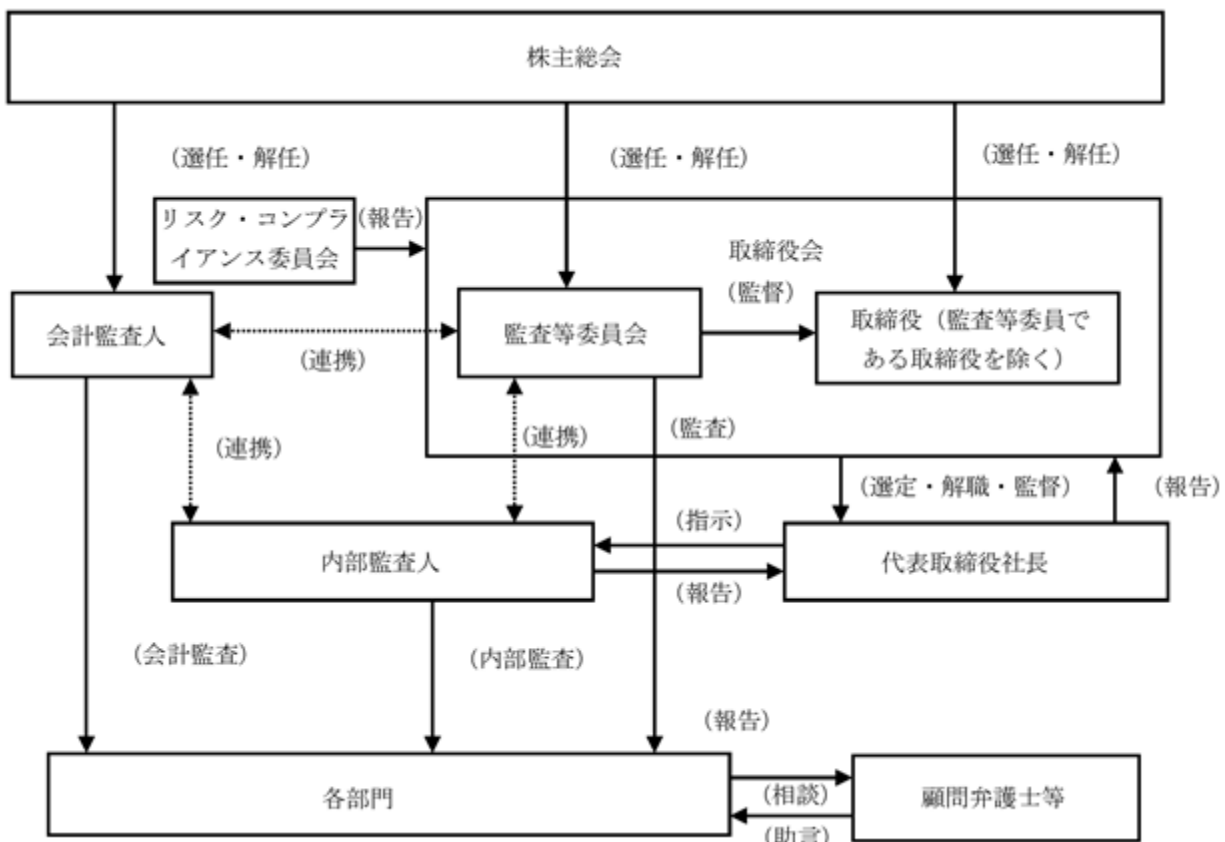 株主総会
(選任・解任)
(選任・解任)
(選任・解任)
リスク・コンプラ
イアンス委員会
(報告)
取締役会
(監督)
会計監査人
(連携)
監査等委員会
取締役（監査等委員で
ある取締役を除く）
(連携)
(連携)
(監査)
(選定・解職・監督)
(報告)
(指示)
内部監査人
代表取締役社長
(報告)
(会計監査)
(内部監査)
(報告)
各部門
(相談)
顧問弁護士等
(助言)